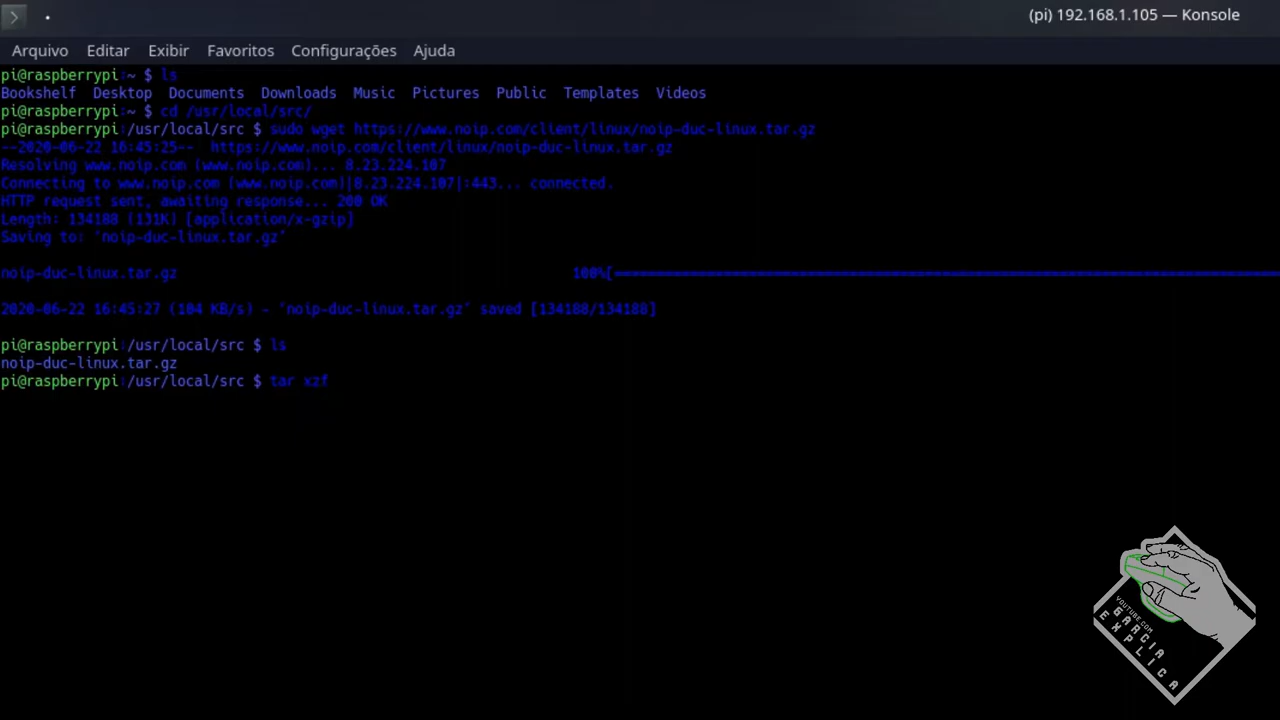 (pi) 192.168.1.105 — Konsole
Arquivo Editar Exibir Favoritos Configurações Ajuda
pi@raspberrypi:~ $ ls
Bookshelf Desktop Documents Downloads Music Pictures Public Templates Videos
pi@raspberrypi:~ $ cd /usr/local/src/
pi@raspberrypi:/usr/local/src $ sudo wget https://www.noip.com/client/linux/noip-duc-linux.tar.gz
--2020-06-22 16:45:25-- https://www.noip.com/client/linux/noip-duc-linux.tar.gz
Resolving www.noip.com (www.noip.com)... 8.23.224.107
Connecting to www.noip.com (www.noip.com)|8.23.224.107|:443... connected.
HTTP request sent, awaiting response... 200 OK
Length: 134188 (131K) [application/x-gzip]
Saving to: ‘noip-duc-linux.tar.gz’
noip-duc-linux.tar.gz 100%[==========================================
2020-06-22 16:45:27 (104 KB/s) - ‘noip-duc-linux.tar.gz’ saved [134188/134188]
pi@raspberrypi:/usr/local/src $ ls
noip-duc-linux.tar.gz
pi@raspberrypi:/usr/local/src $ tar xzf
YOUTUBE.COM
GARCIA
EXPLICA